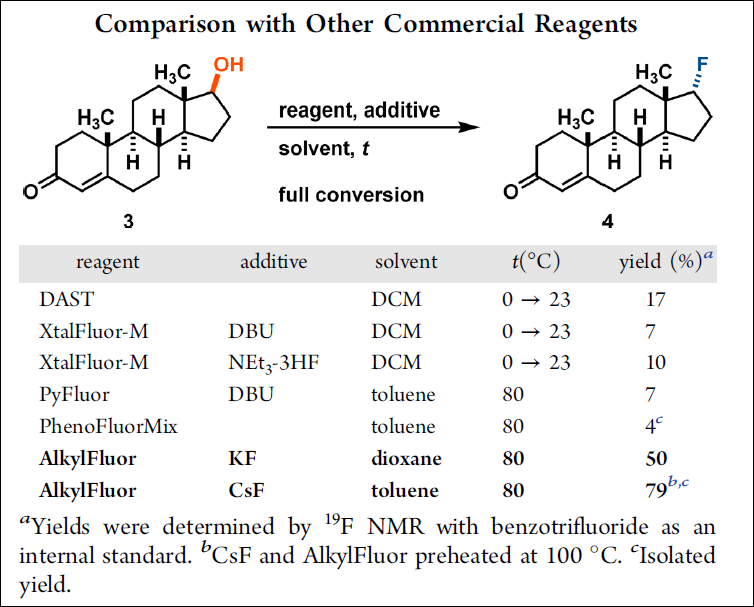 Comparison with Other Commercial Reagents
OH
H₃C
H₃C H
H H
O
3
reagent, additive
solvent, t
full conversion
F
H₃C
H₃C H
H H
O
4
reagent additive solvent t(°C) yield (%)ᵃ
DAST DCM 0 → 23 17
XtalFluor-M DBU DCM 0 → 23 7
XtalFluor-M NEt₃-3HF DCM 0 → 23 10
PyFluor DBU toluene 80 7
PhenoFluorMix toluene 80 4ᶜ
AlkylFluor KF dioxane 80 50
AlkylFluor CsF toluene 80 79ᵇ,ᶜ
ᵃYields were determined by ¹⁹F NMR with benzotrifluoride as an
internal standard. ᵇCsF and AlkylFluor preheated at 100 °C. ᶜIsolated
yield.